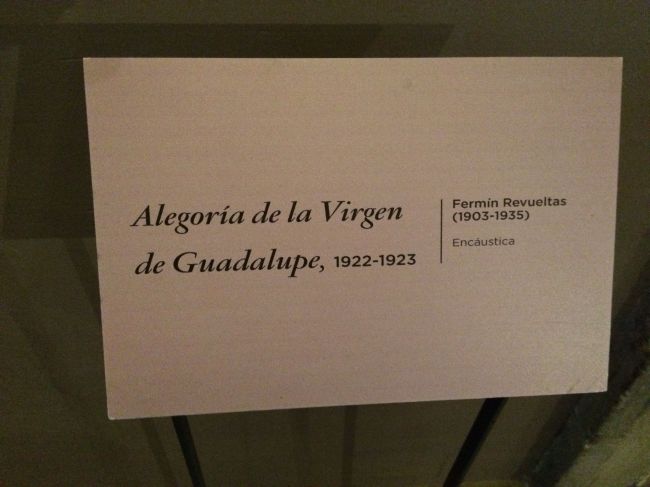 Alegoría de la Virgen
de Guadalupe, 1922-1923
Fermín Revueltas
(1903-1935)
Encáustica